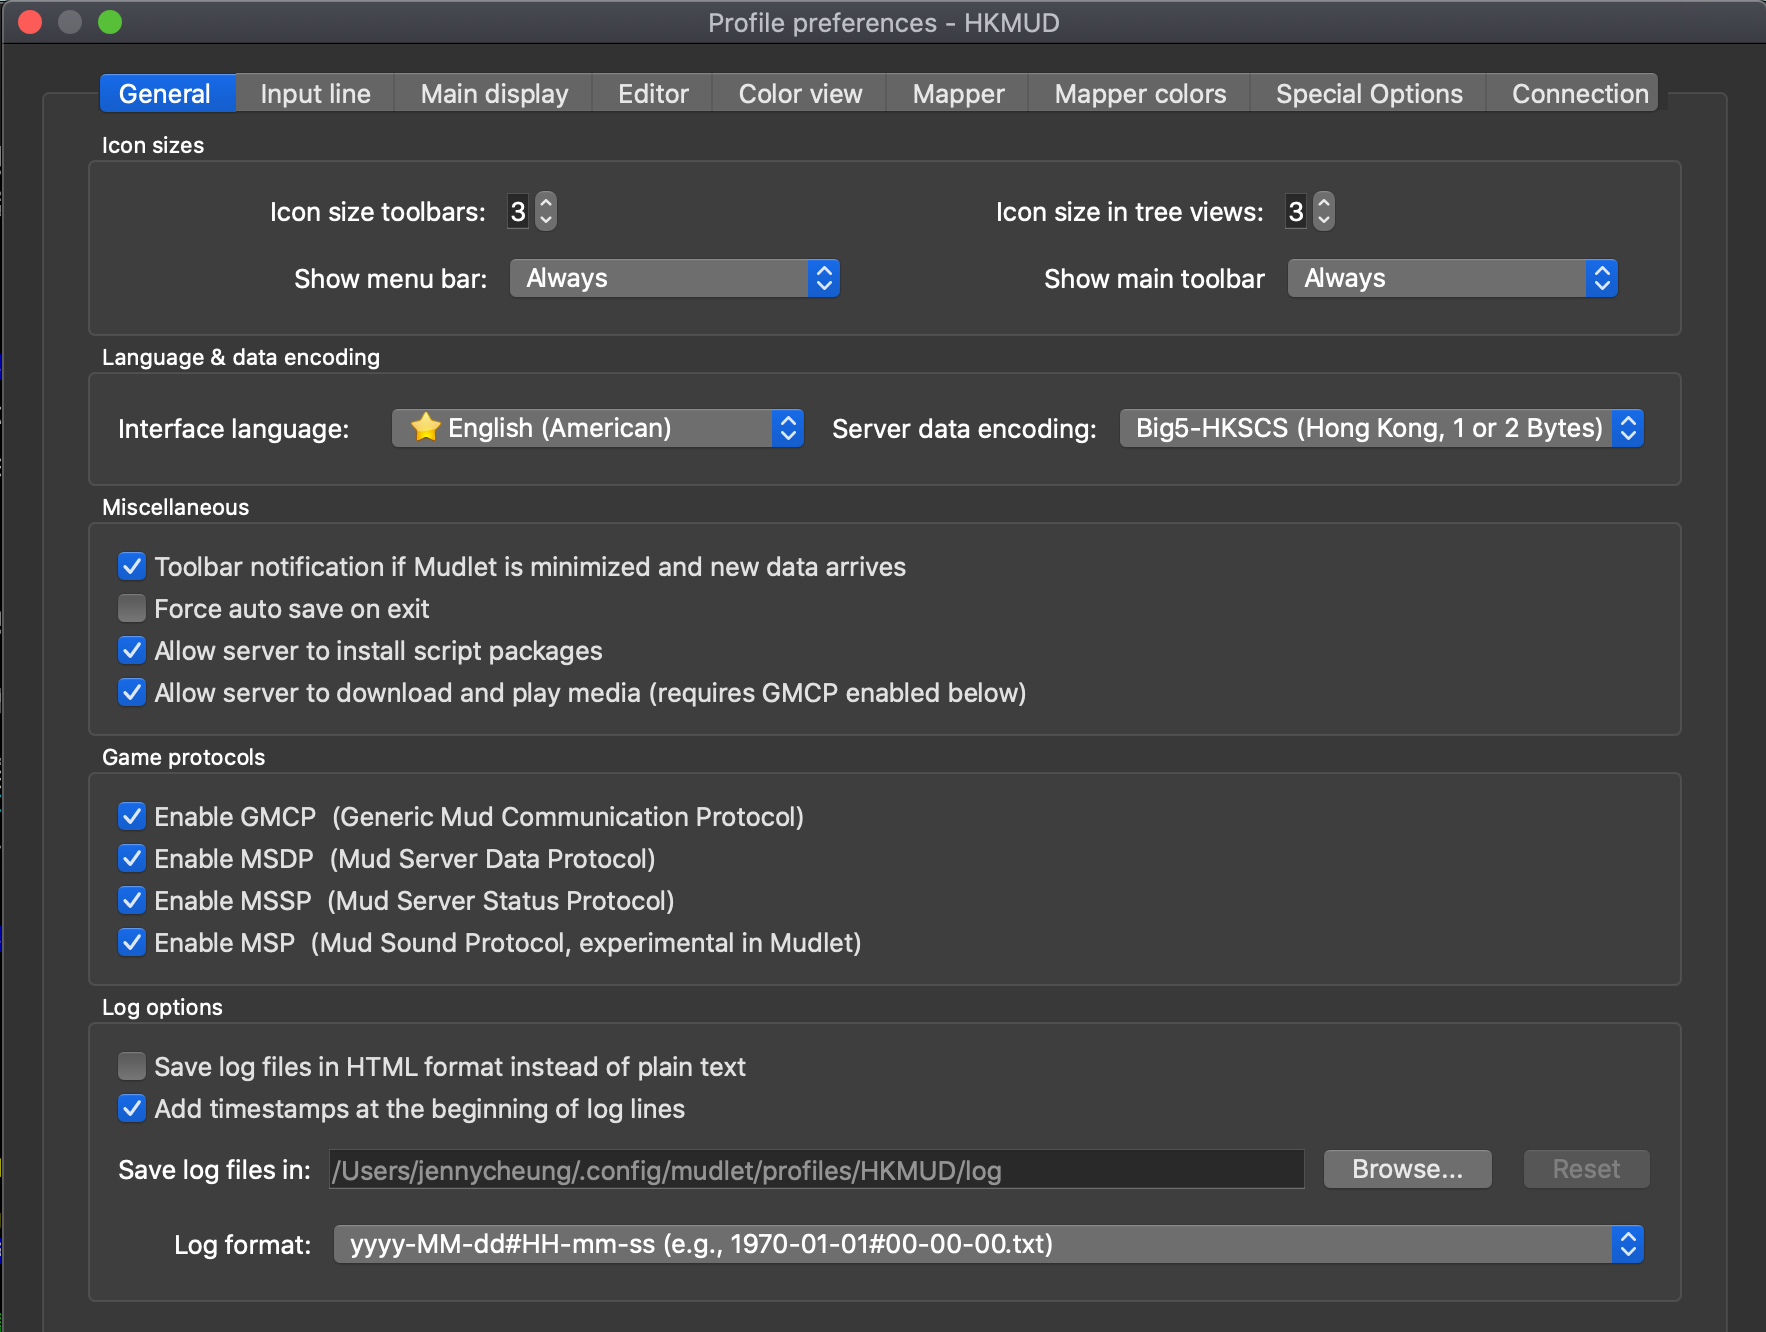 Profile preferences - HKMUD
General Input line Main display Editor Color view Mapper Mapper colors Special Options Connection
Icon sizes
Icon size toolbars: 3 Icon size in tree views: 3
Show menu bar: Always Show main toolbar Always
Language & data encoding
Interface language: English (American) Server data encoding: Big5-HKSCS (Hong Kong, 1 or 2 Bytes)
Miscellaneous
Toolbar notification if Mudlet is minimized and new data arrives
Force auto save on exit
Allow server to install script packages
Allow server to download and play media (requires GMCP enabled below)
Game protocols
Enable GMCP (Generic Mud Communication Protocol)
Enable MSDP (Mud Server Data Protocol)
Enable MSSP (Mud Server Status Protocol)
Enable MSP (Mud Sound Protocol, experimental in Mudlet)
Log options
Save log files in HTML format instead of plain text
Add timestamps at the beginning of log lines
Save log files in: /Users/jennycheung/.config/mudlet/profiles/HKMUD/log Browse... Reset
Log format: yyyy-MM-dd#HH-mm-ss (e.g., 1970-01-01#00-00-00.txt)